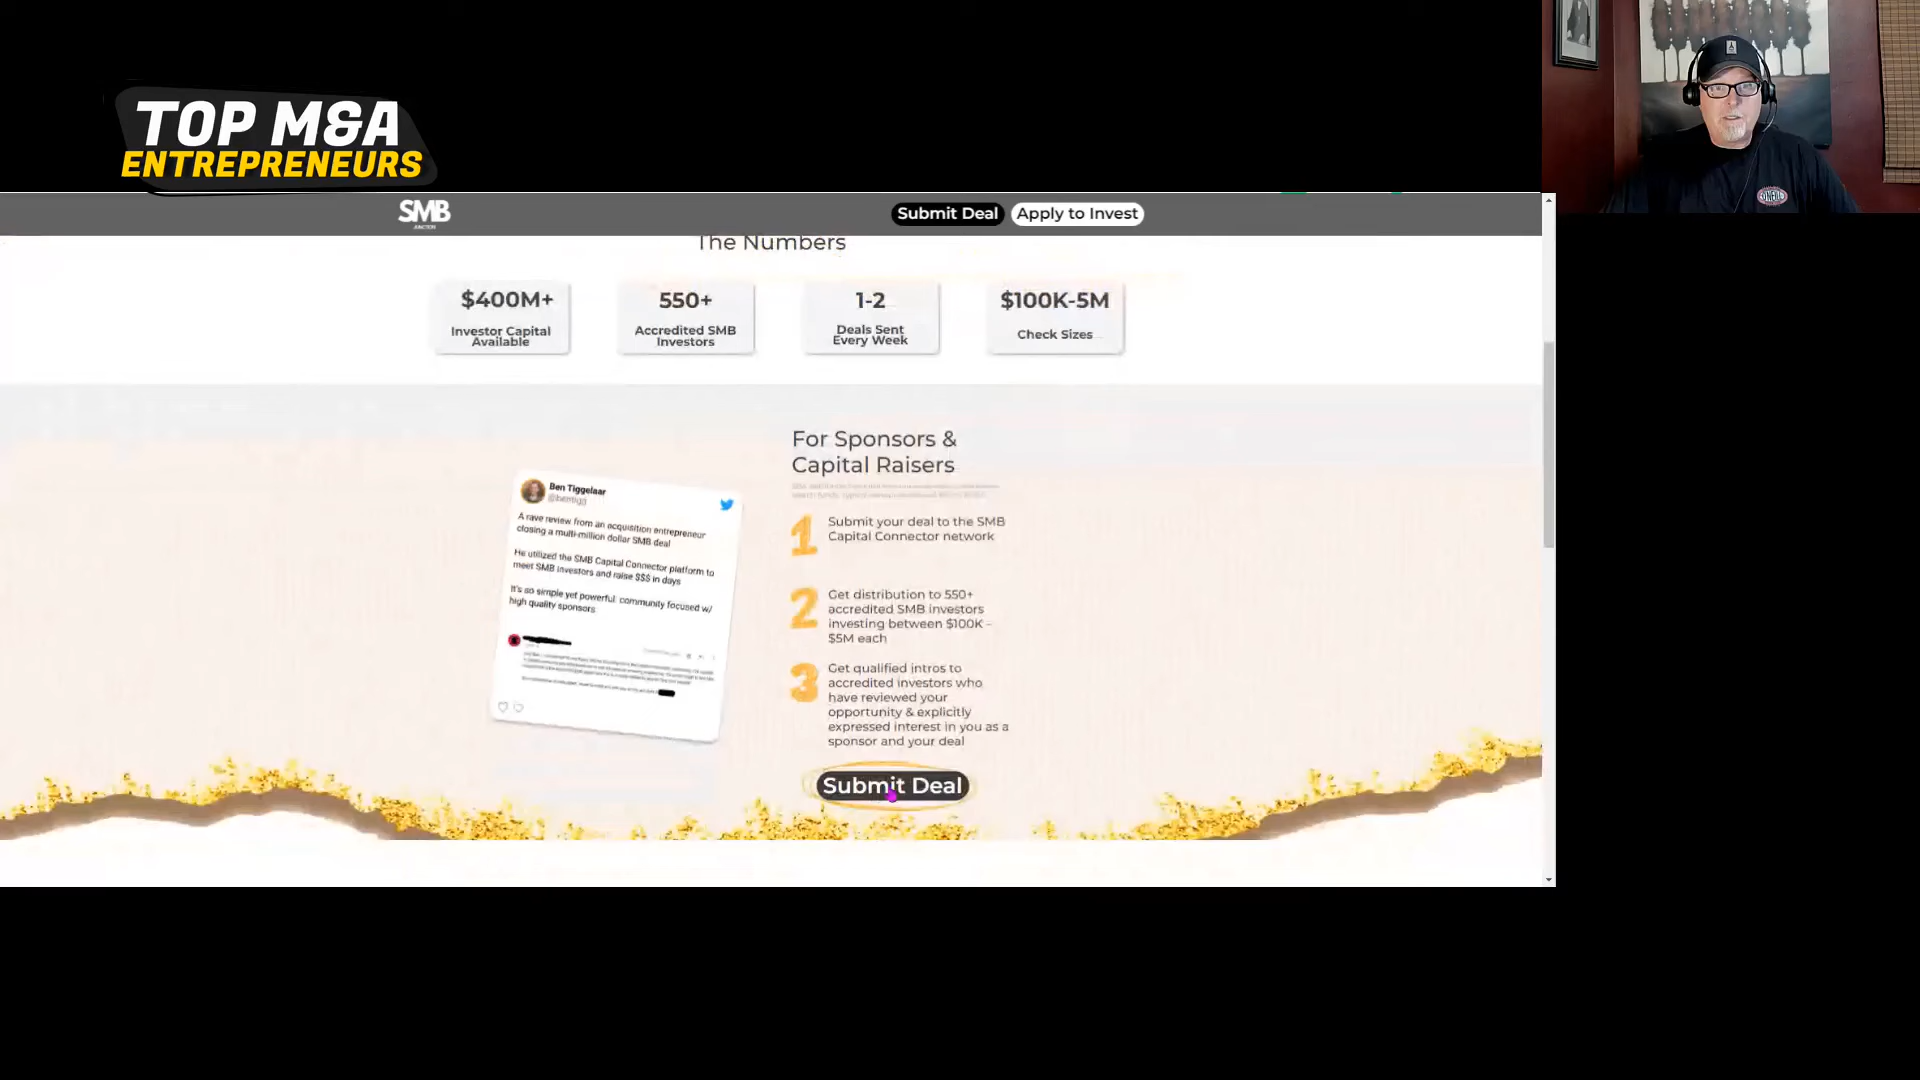 TOP M&A
ENTREPRENEURS
SMB
JUNCTION
Submit Deal
Apply to Invest
The Numbers
$400M+
Investor Capital
Available
550+
Accredited SMB
Investors
1-2
Deals Sent
Every Week
$100K-5M
Check Sizes
Ben Tiggelaar
A rave review from an acquisition entrepreneur
closing a multi-million dollar SMB deal
He utilized the SMB Capital Connector platform to
meet SMB investors and raise $$$ in days
It's so simple yet powerful: community focused w/
high quality sponsors
For Sponsors &
Capital Raisers
1
Submit your deal to the SMB
Capital Connector network
2
Get distribution to 550+
accredited SMB investors
investing between $100K –
$5M each
3
Get qualified intros to
accredited investors who
have reviewed your
opportunity & explicitly
expressed interest in you as a
sponsor and your deal
Submit Deal